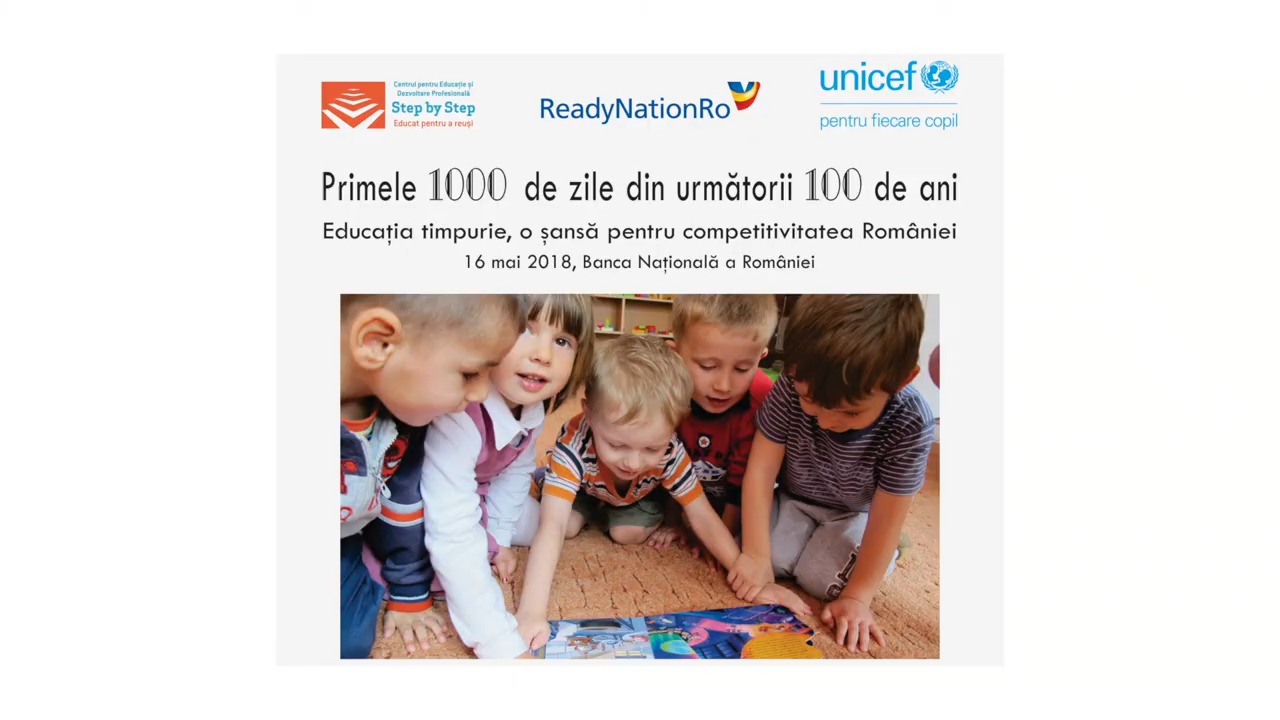 Centrul pentru Educație și
Dezvoltare Profesională
Step by Step
Educat pentru a reuși
ReadyNationRo
unicef
pentru fiecare copil
Primele 1000 de zile din următorii 100 de ani
Educația timpurie, o șansă pentru competitivitatea României
16 mai 2018, Banca Națională a României